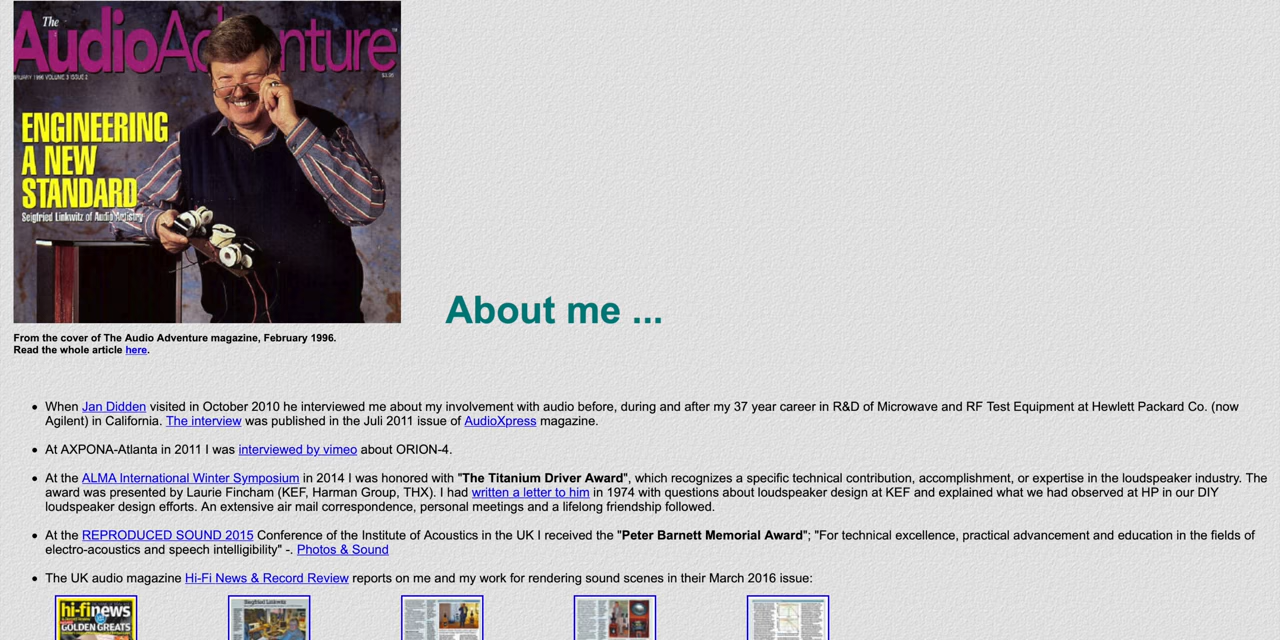 The
AudioAdventure
VOLUME 3 ISSUE 2
ENGINEERING
A NEW
STANDARD
Seigfried Linkwitz of Audio Artistry
About me ...
From the cover of The Audio Adventure magazine, February 1996.
Read the whole article here.
When Jan Didden visited in October 2010 he interviewed me about my involvement with audio before, during and after my 37 year career in R&D of Microwave and RF Test Equipment at Hewlett Packard Co. (now
Agilent) in California. The interview was published in the Juli 2011 issue of AudioXpress magazine.
At AXPONA-Atlanta in 2011 I was interviewed by vimeo about ORION-4.
At the ALMA International Winter Symposium in 2014 I was honored with "The Titanium Driver Award", which recognizes a specific technical contribution, accomplishment, or expertise in the loudspeaker industry. The
award was presented by Laurie Fincham (KEF, Harman Group, THX). I had written a letter to him in 1974 with questions about loudspeaker design at KEF and explained what we had observed at HP in our DIY
loudspeaker design efforts. An extensive air mail correspondence, personal meetings and a lifelong friendship followed.
At the REPRODUCED SOUND 2015 Conference of the Institute of Acoustics in the UK I received the "Peter Barnett Memorial Award"; "For technical excellence, practical advancement and education in the fields of
electro-acoustics and speech intelligibility" -. Photos & Sound
The UK audio magazine Hi-Fi News & Record Review reports on me and my work for rendering sound scenes in their March 2016 issue:
hi-fi news
GOLDEN GREATS
Siegfried Linkwitz